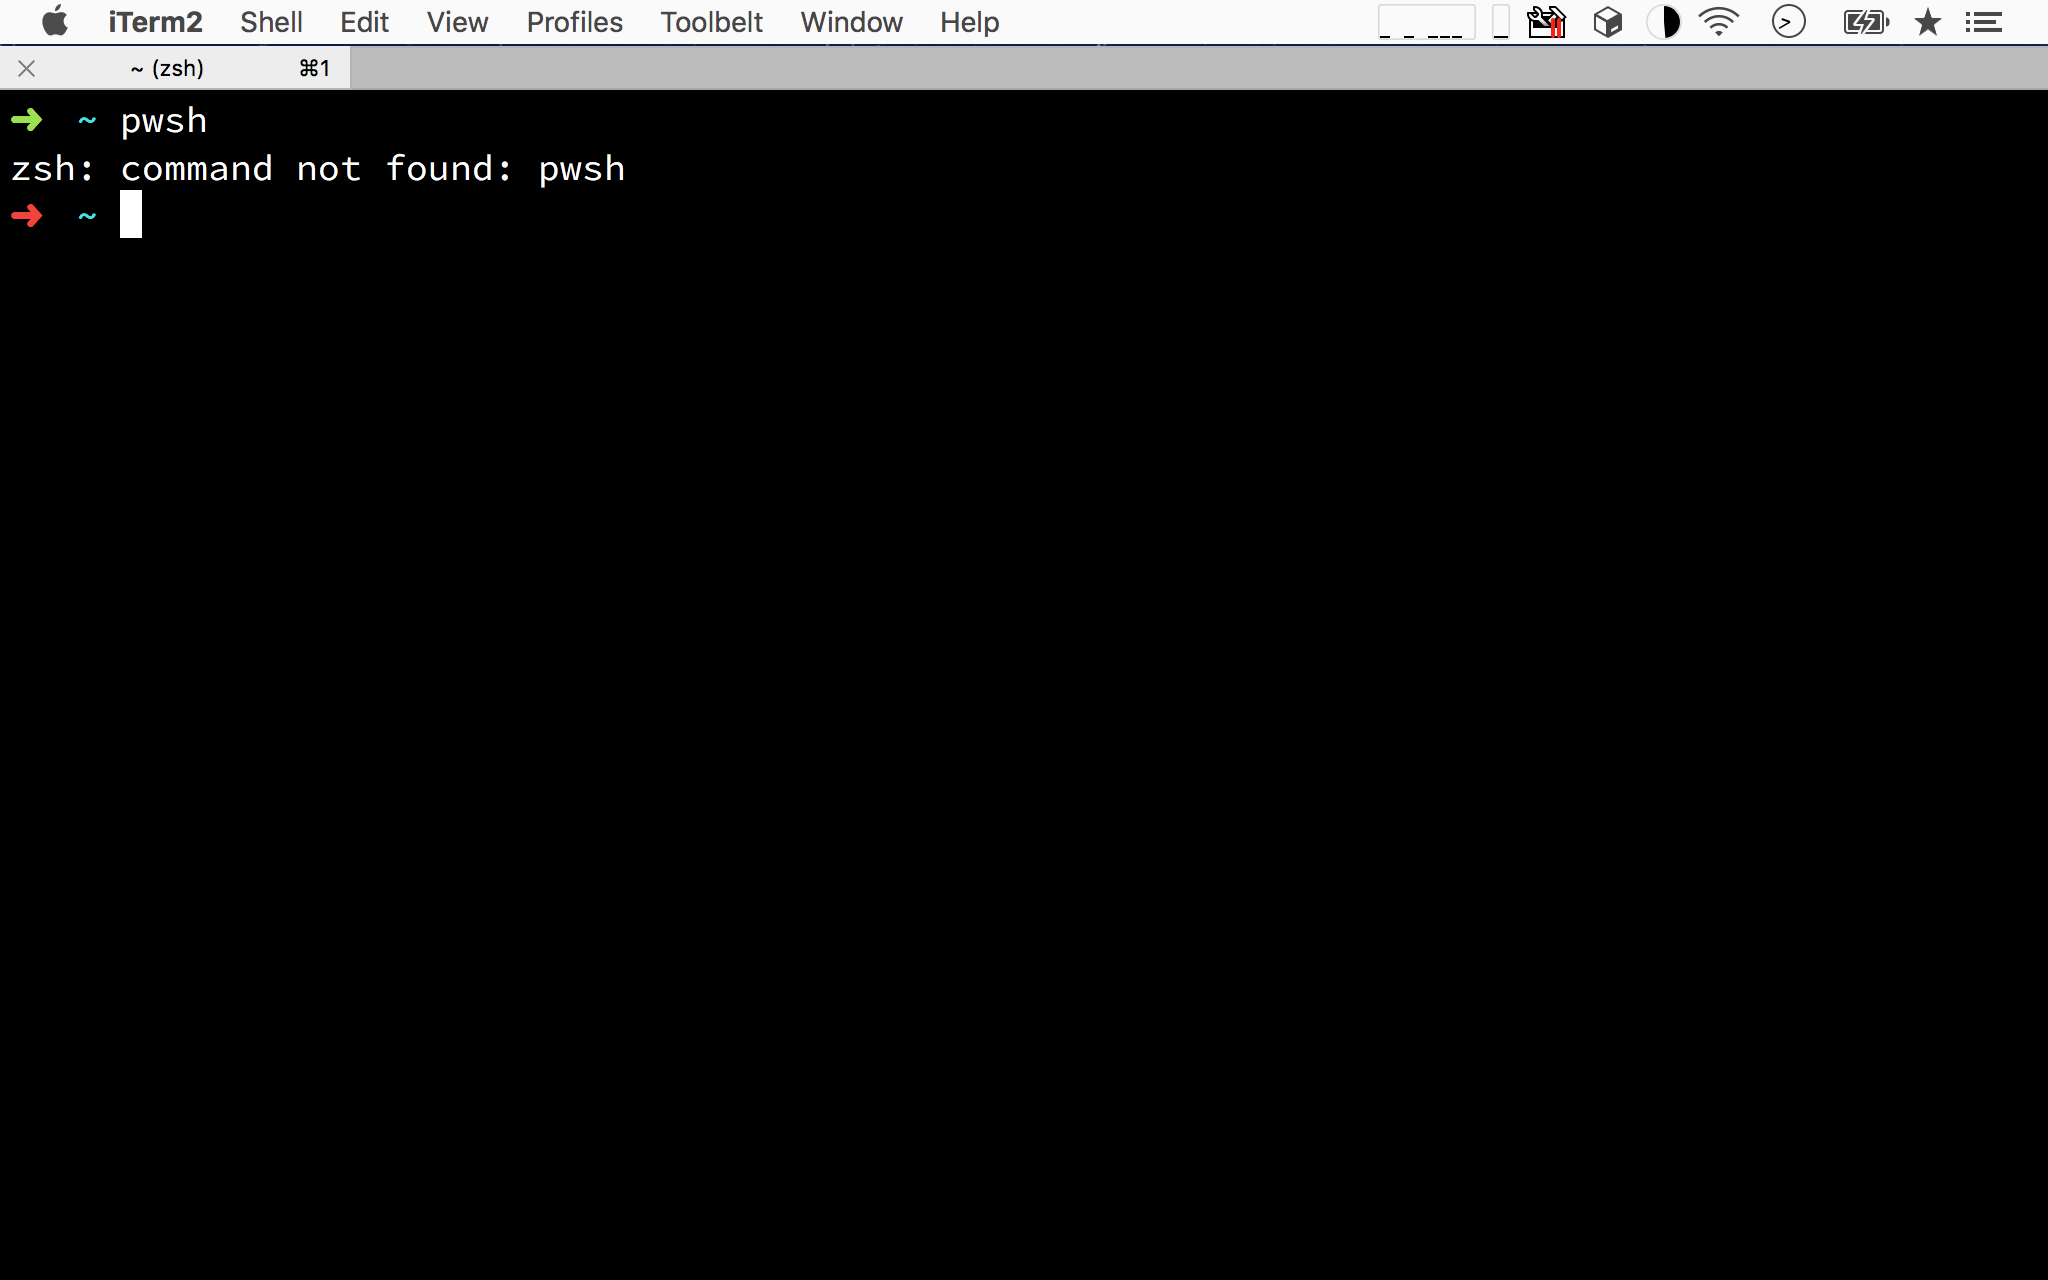 iTerm2 Shell Edit View Profiles Toolbelt Window Help
~ (zsh) ⌘1
➜ ~ pwsh
zsh: command not found: pwsh
➜ ~